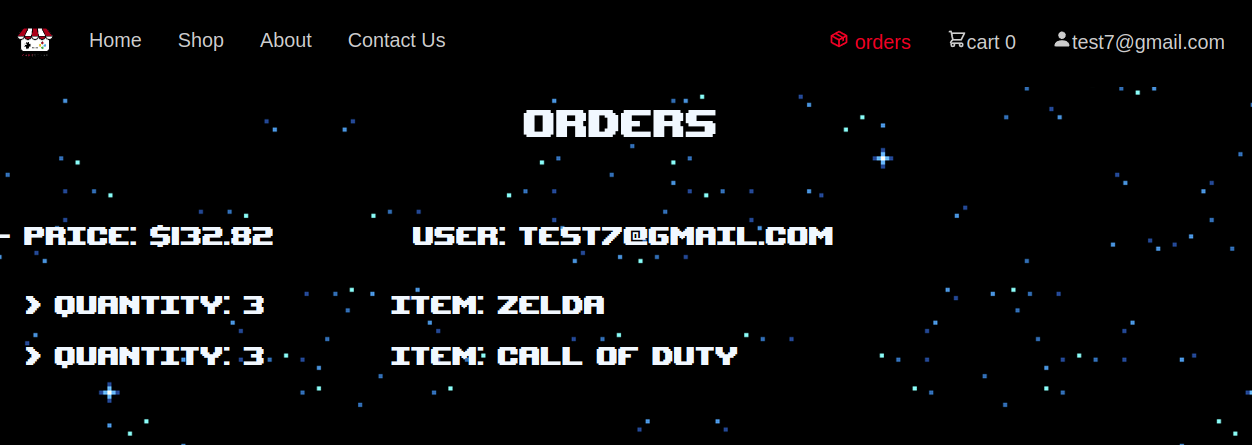 Home Shop About Contact Us orders cart 0 test7@gmail.com
ORDERS
- PRICE: $132.82 USER: TEST7@GMAIL.COM
> QUANTITY: 3 ITEM: ZELDA
> QUANTITY: 3 ITEM: CALL OF DUTY